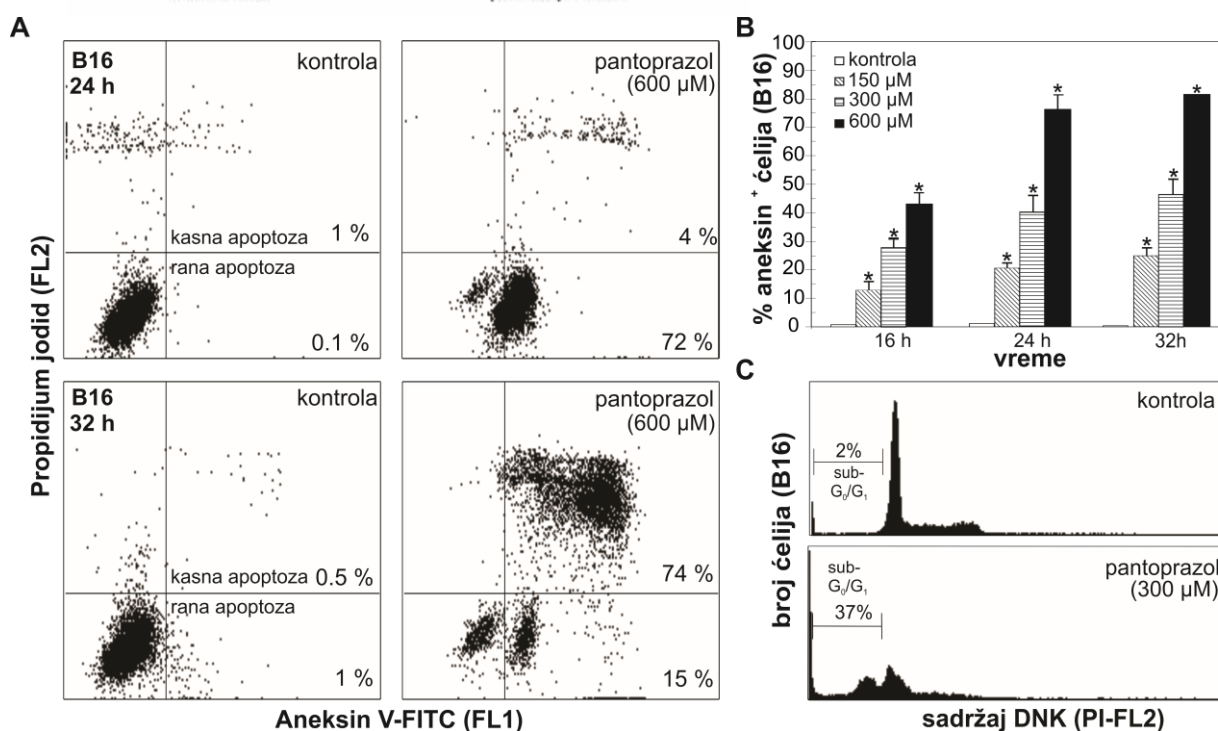 A
B16
24 h
kontrola
kasna apoptoza 1 %
rana apoptoza
0.1 %
pantoprazol
(600 µM)
4 %
72 %
B16
32 h
kontrola
kasna apoptoza 0.5 %
rana apoptoza
1 %
pantoprazol
(600 µM)
74 %
15 %
Propidijum jodid (FL2)
Aneksin V-FITC (FL1)
B
% aneksin + ćelija (B16)
100
90
80
70
60
50
40
30
20
10
0
kontrola
150 µM
300 µM
600 µM
* * *
* * *
* * *
16 h 24 h 32h
vreme
C
broj ćelija (B16)
kontrola
2%
sub-
G0/G1
pantoprazol
(300 µM)
sub-
G0/G1
37%
sadržaj DNK (PI-FL2)